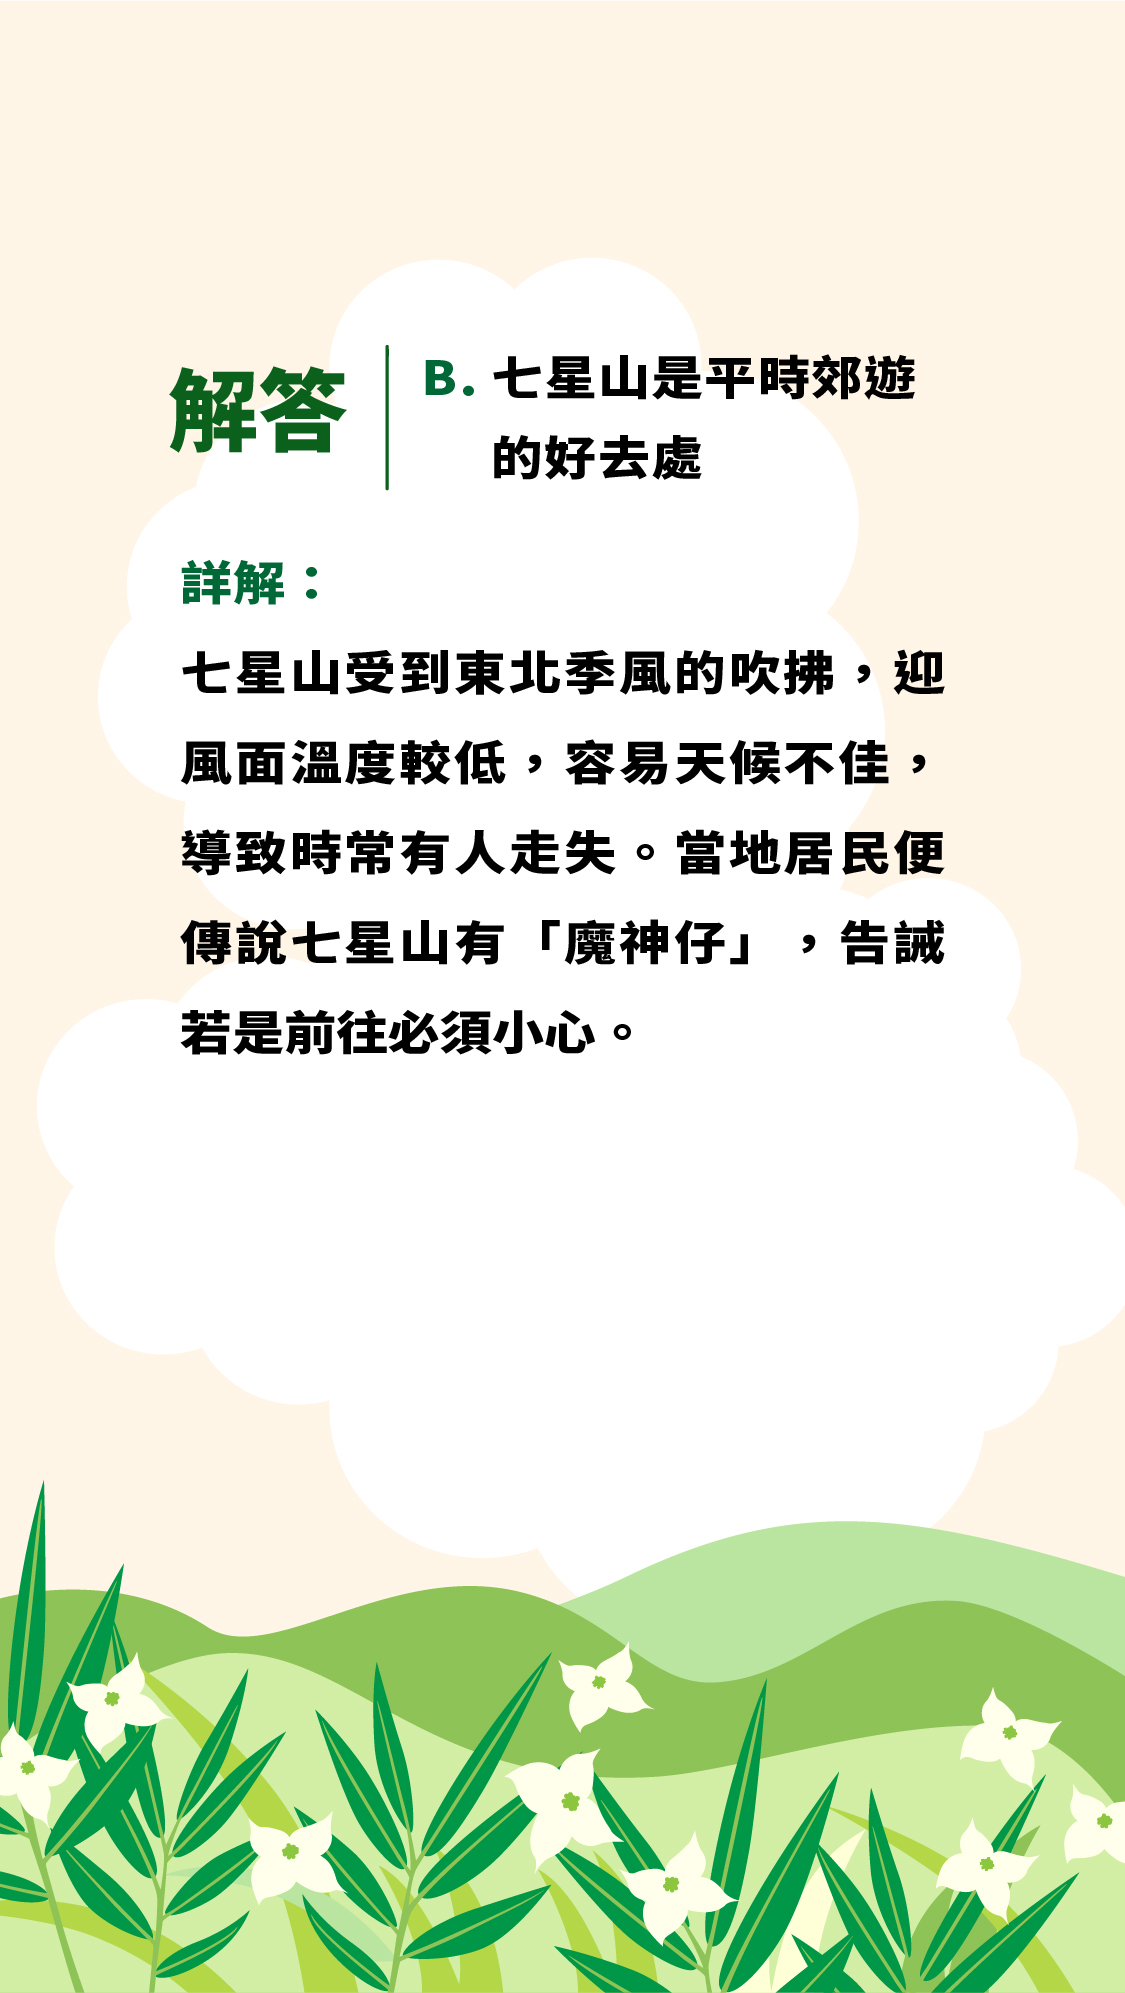 解答
B. 七星山是平時郊遊
的好去處
詳解：
七星山受到東北季風的吹拂，迎
風面溫度較低，容易天候不佳，
導致時常有人走失。當地居民便
傳說七星山有「魔神仔」，告誡
若是前往必須小心。